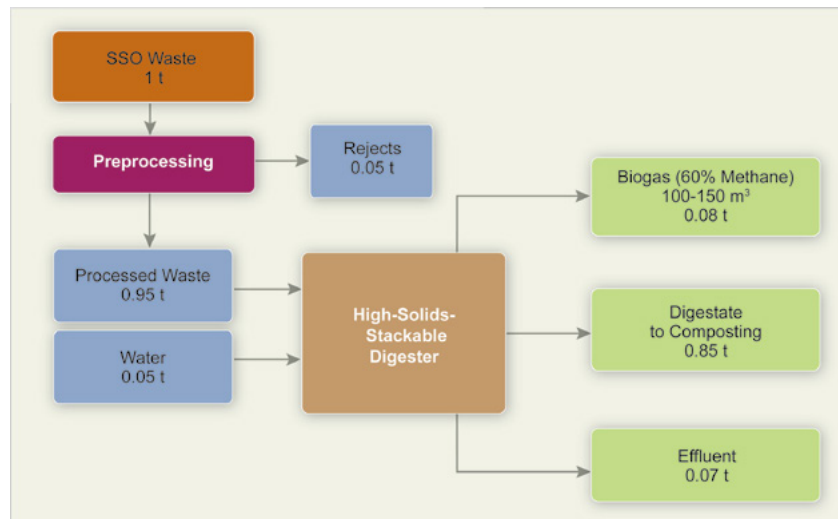 SSO Waste
1 t
Preprocessing
Rejects
0.05 t
Processed Waste
0.95 t
Water
0.05 t
High-Solids-
Stackable
Digester
Biogas (60% Methane)
100-150 m³
0.08 t
Digestate
to Composting
0.85 t
Effluent
0.07 t